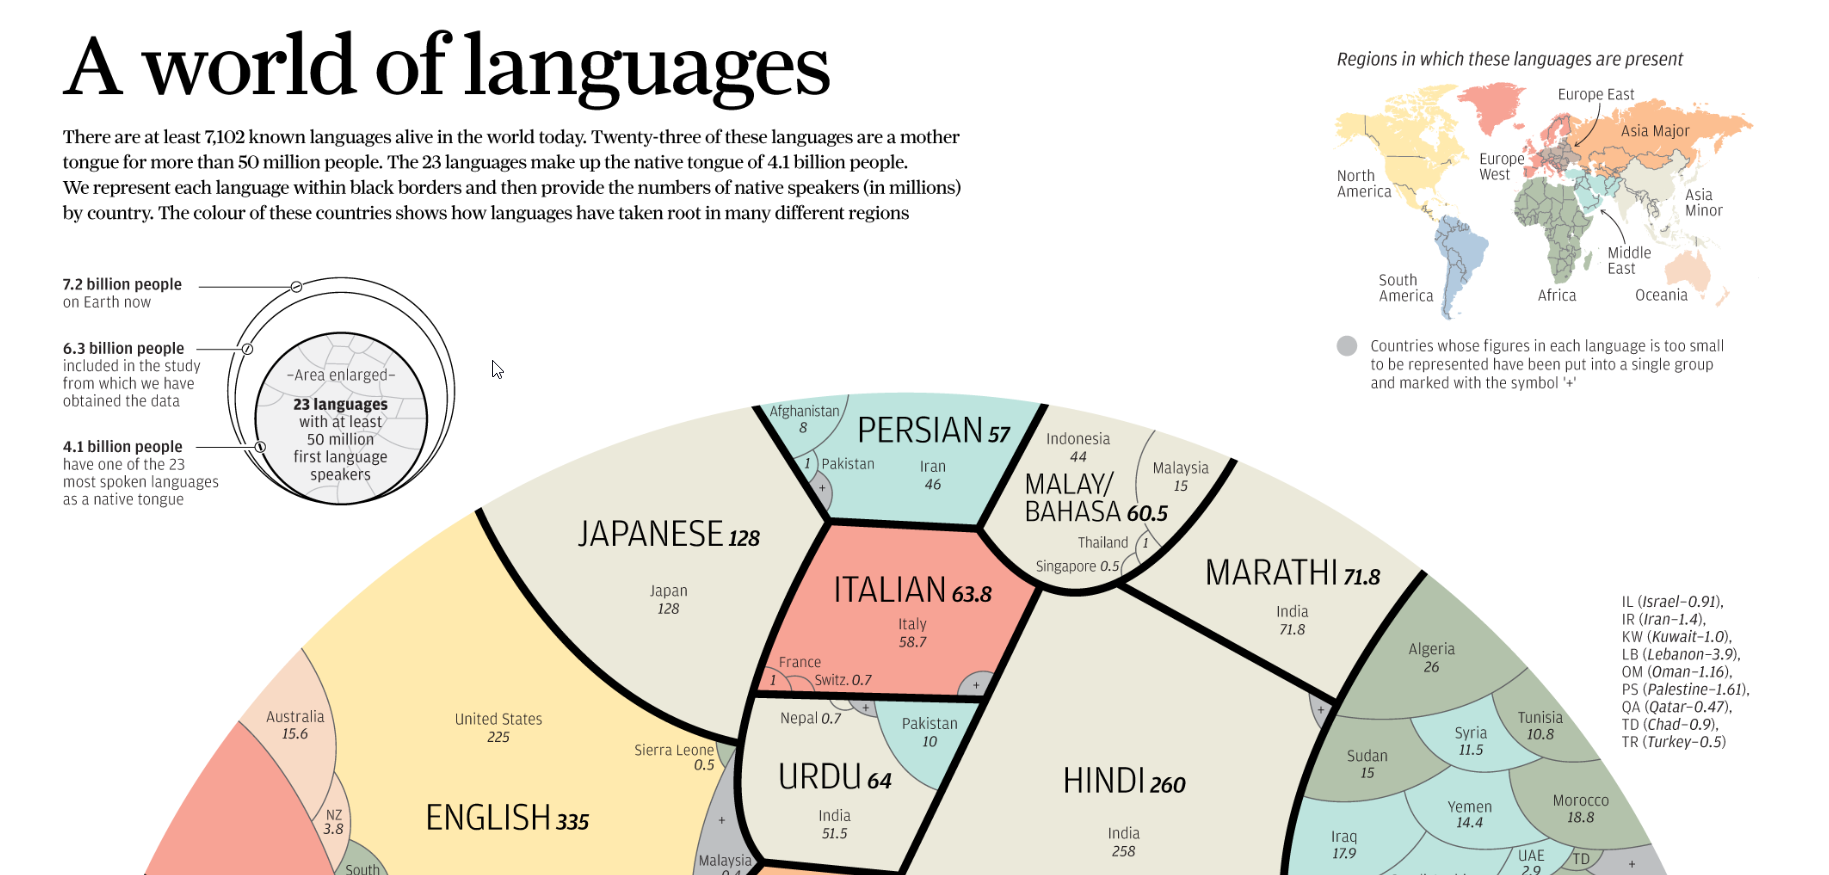 A world of languages
There are at least 7,102 known languages alive in the world today. Twenty-three of these languages are a mother
tongue for more than 50 million people. The 23 languages make up the native tongue of 4.1 billion people.
We represent each language within black borders and then provide the numbers of native speakers (in millions)
by country. The colour of these countries shows how languages have taken root in many different regions
7.2 billion people
on Earth now
6.3 billion people
included in the study
from which we have
obtained the data
4.1 billion people
have one of the 23
most spoken languages
as a native tongue
–Area enlarged–
23 languages
with at least
50 million
first language
speakers
Regions in which these languages are present
Europe East
Asia Major
Europe
West
North
America
Asia
Minor
Middle
East
South
America
Africa
Oceania
Countries whose figures in each language is too small
to be represented have been put into a single group
and marked with the symbol '+'
Afghanistan
8
PERSIAN 57
1 Pakistan
Iran
46
+
Indonesia
44
Malaysia
15
MALAY/
BAHASA 60.5
Thailand 1
Singapore 0.5
JAPANESE 128
Japan
128
ITALIAN 63.8
Italy
58.7
France
1
Switz. 0.7
+
MARATHI 71.8
India
71.8
Nepal 0.7
+
Pakistan
10
URDU 64
India
51.5
HINDI 260
India
258
+
Australia
15.6
NZ
3.8
South
United States
225
ENGLISH 335
Sierra Leone
0.5
+
Malaysia
0.4
Algeria
26
Sudan
15
Syria
11.5
Tunisia
10.8
Yemen
14.4
Morocco
18.8
Iraq
17.9
UAE
2.9
TD
+
IL (Israel–0.91),
IR (Iran–1.4),
KW (Kuwait–1.0),
LB (Lebanon–3.9),
OM (Oman–1.16),
PS (Palestine–1.61),
QA (Qatar–0.47),
TD (Chad–0.9),
TR (Turkey–0.5)